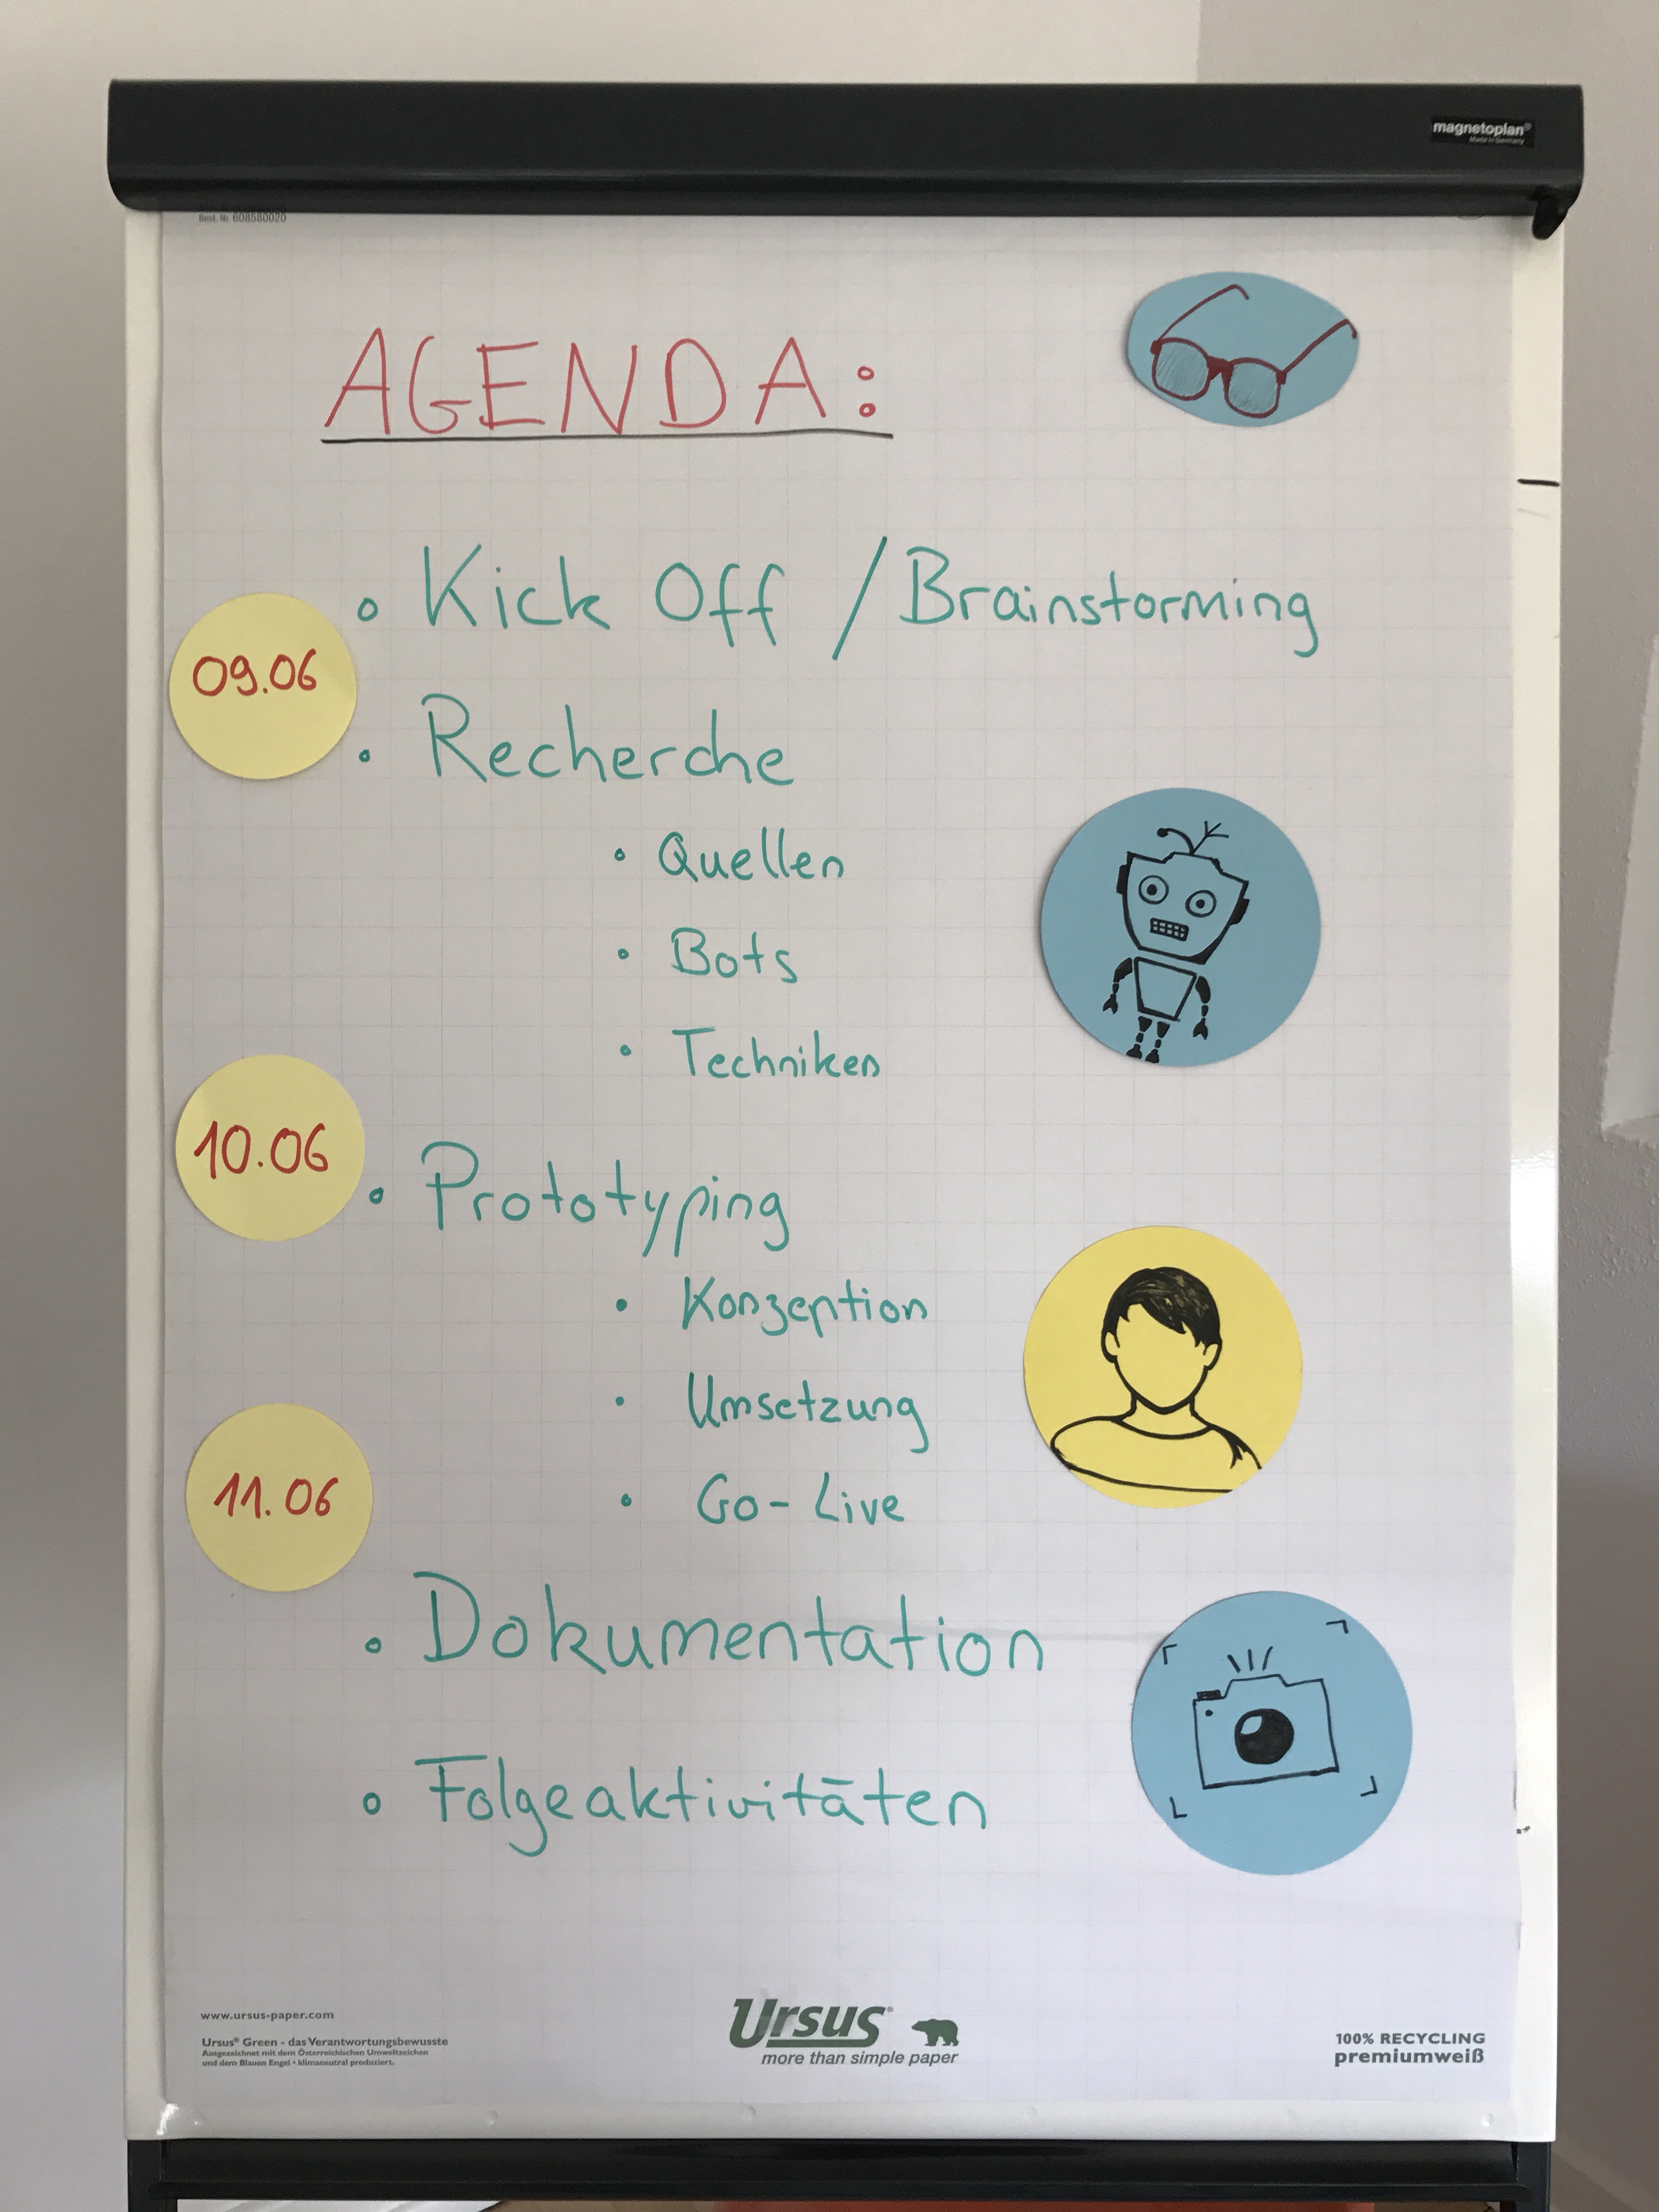 magnetoplan®
Made in Germany
Best. Nr. 608580020
AGENDA:
• Kick Off / Brainstorming
09.06
• Recherche
• Quellen
• Bots
• Techniken
10.06
• Prototyping
• Konzeption
• Umsetzung
11.06
• Go-Live
• Dokumentation
• Folgeaktivitäten
www.ursus-paper.com
Ursus® Green - das Verantwortungsbewusste
Ausgezeichnet mit dem Österreichischen Umweltzeichen
und dem Blauen Engel • klimaneutral produziert.
Ursus®
more than simple paper
100% RECYCLING
premiumweiß